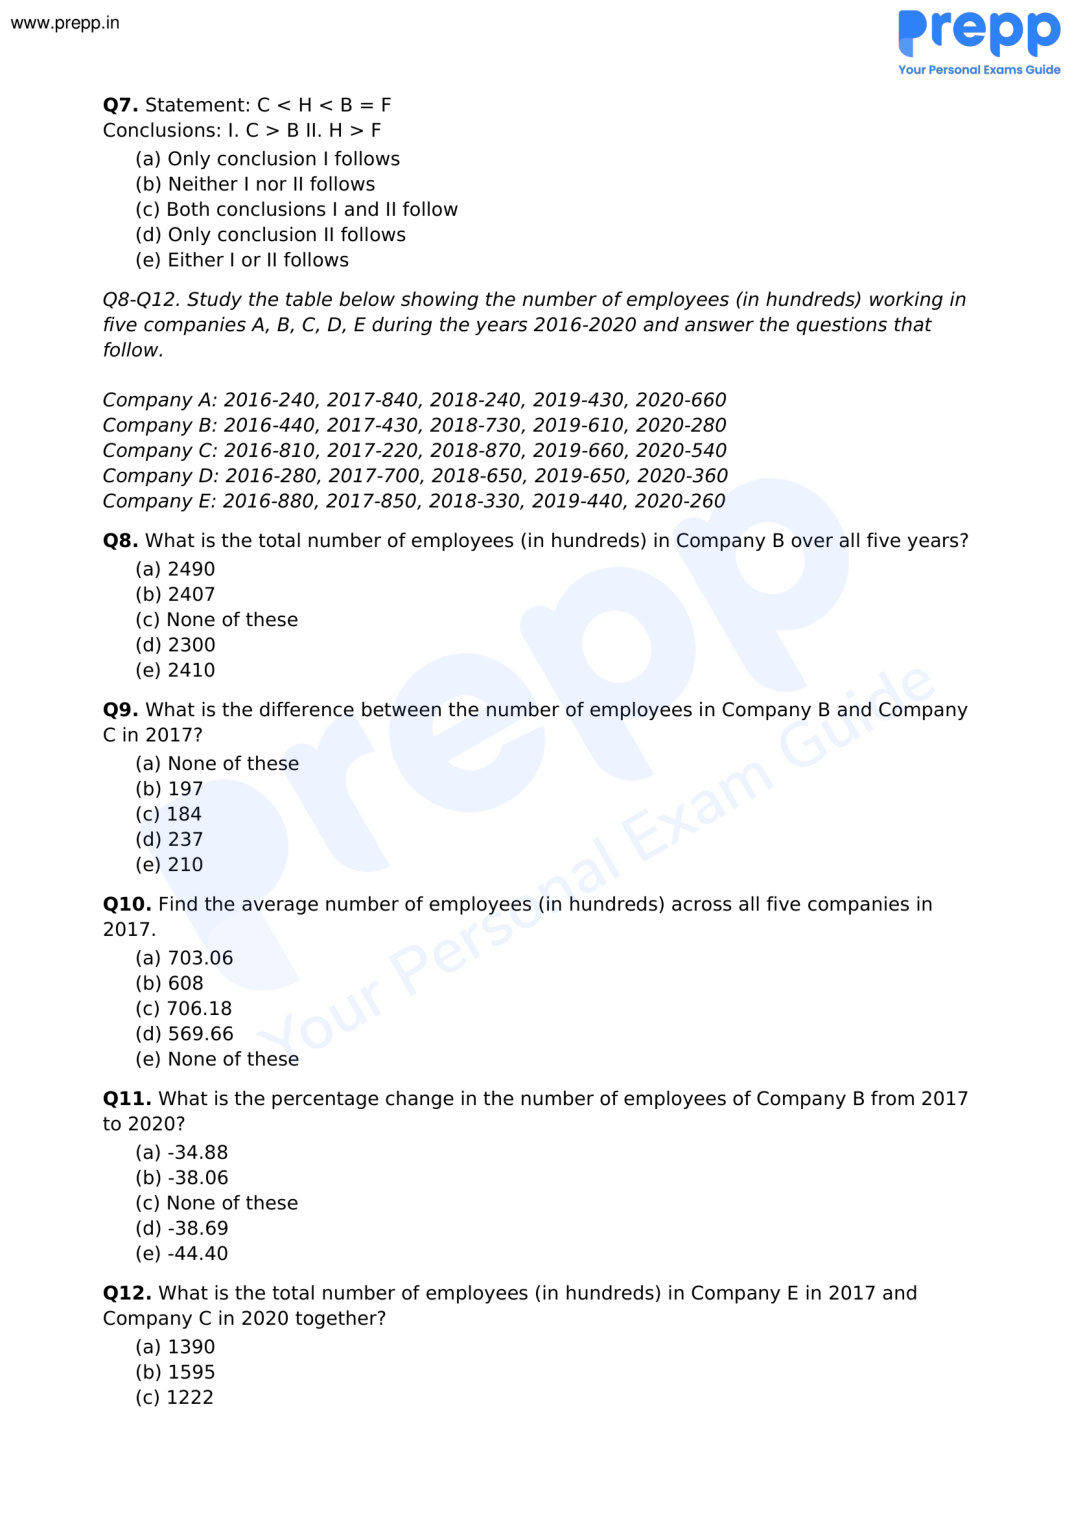 www.prepp.in
prepp
Your Personal Exams Guide
Q7. Statement: C < H < B = F
Conclusions: I. C > B II. H > F
(a) Only conclusion I follows
(b) Neither I nor II follows
(c) Both conclusions I and II follow
(d) Only conclusion II follows
(e) Either I or II follows
Q8-Q12. Study the table below showing the number of employees (in hundreds) working in
five companies A, B, C, D, E during the years 2016-2020 and answer the questions that
follow.
Company A: 2016-240, 2017-840, 2018-240, 2019-430, 2020-660
Company B: 2016-440, 2017-430, 2018-730, 2019-610, 2020-280
Company C: 2016-810, 2017-220, 2018-870, 2019-660, 2020-540
Company D: 2016-280, 2017-700, 2018-650, 2019-650, 2020-360
Company E: 2016-880, 2017-850, 2018-330, 2019-440, 2020-260
Q8. What is the total number of employees (in hundreds) in Company B over all five years?
(a) 2490
(b) 2407
(c) None of these
(d) 2300
(e) 2410
Q9. What is the difference between the number of employees in Company B and Company
C in 2017?
(a) None of these
(b) 197
(c) 184
(d) 237
(e) 210
Q10. Find the average number of employees (in hundreds) across all five companies in
2017.
(a) 703.06
(b) 608
(c) 706.18
(d) 569.66
(e) None of these
Q11. What is the percentage change in the number of employees of Company B from 2017
to 2020?
(a) -34.88
(b) -38.06
(c) None of these
(d) -38.69
(e) -44.40
Q12. What is the total number of employees (in hundreds) in Company E in 2017 and
Company C in 2020 together?
(a) 1390
(b) 1595
(c) 1222
prepp
Your Personal Exam Guide